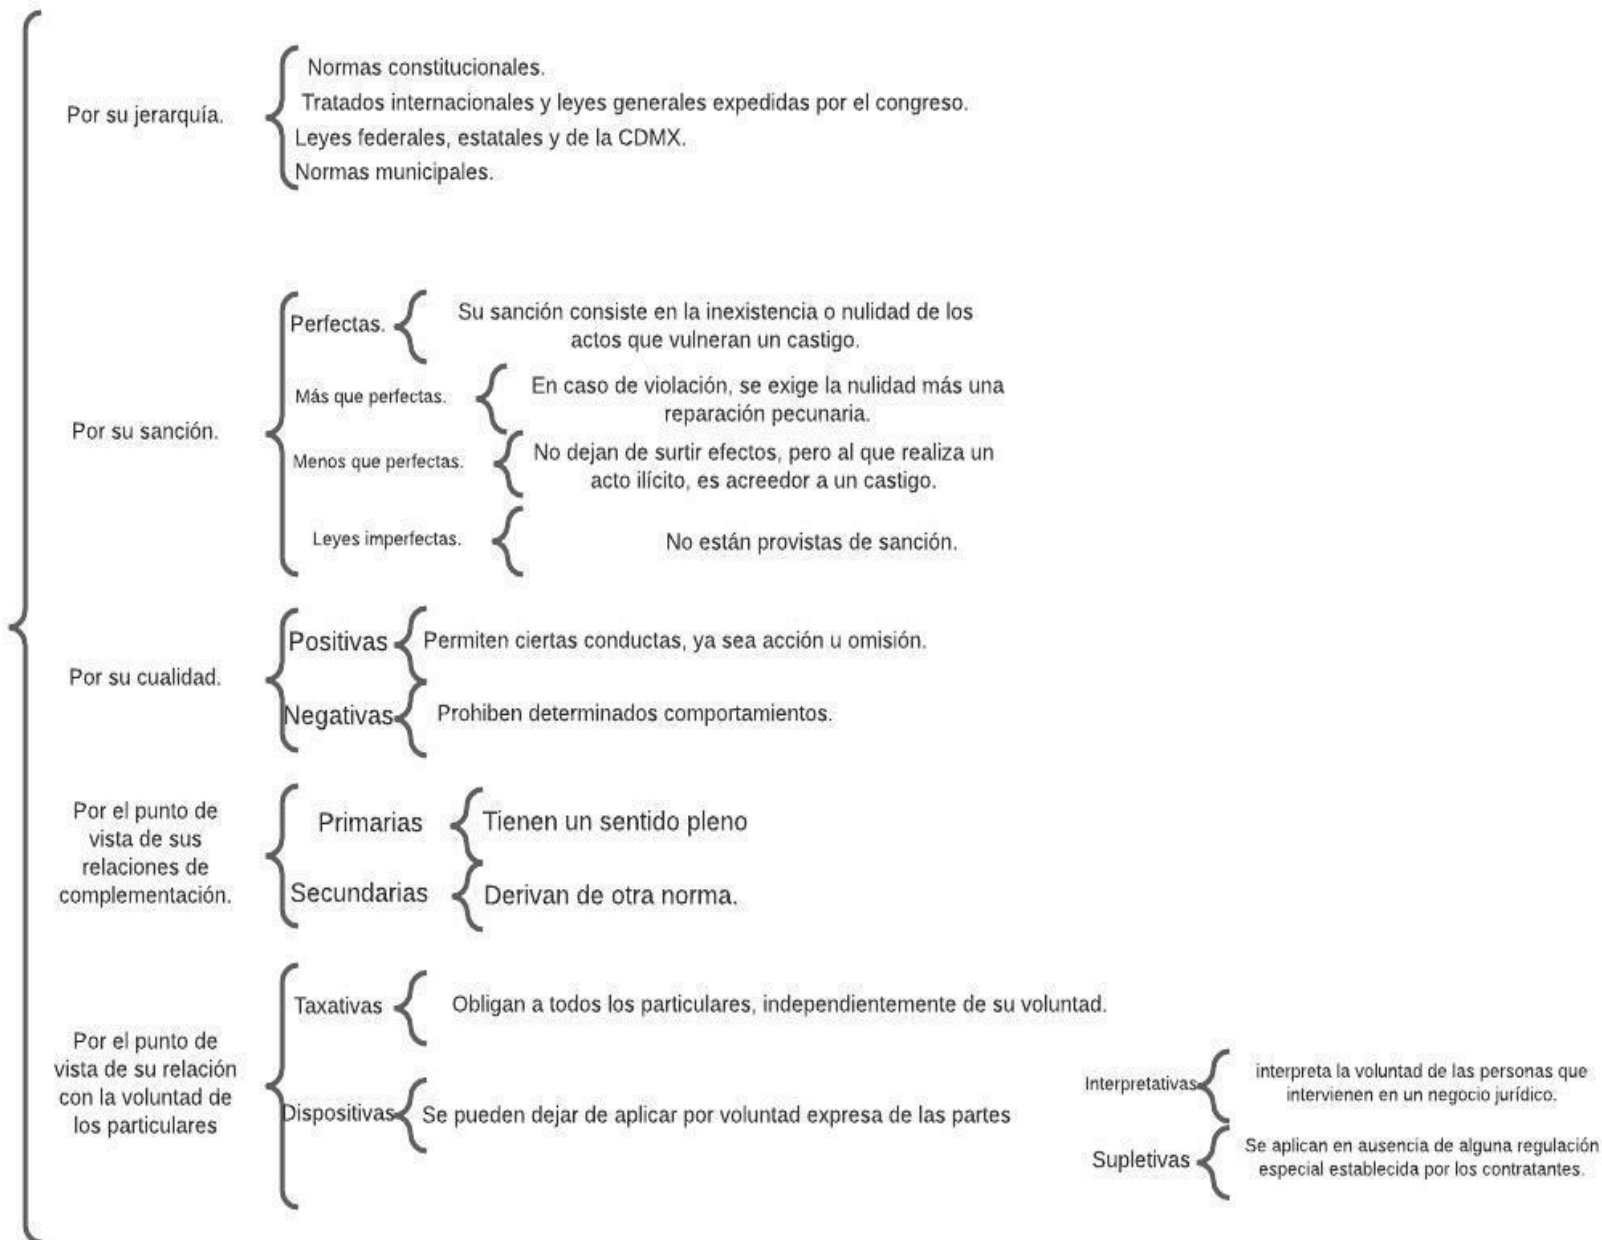 Por su jerarquía.
Normas constitucionales.
Tratados internacionales y leyes generales expedidas por el congreso.
Leyes federales, estatales y de la CDMX.
Normas municipales.
Por su sanción.
Perfectas.
Su sanción consiste en la inexistencia o nulidad de los
actos que vulneran un castigo.
Más que perfectas.
En caso de violación, se exige la nulidad más una
reparación pecunaria.
Menos que perfectas.
No dejan de surtir efectos, pero al que realiza un
acto ilícito, es acreedor a un castigo.
Leyes imperfectas.
No están provistas de sanción.
Por su cualidad.
Positivas
Permiten ciertas conductas, ya sea acción u omisión.
Negativas
Prohiben determinados comportamientos.
Por el punto de
vista de sus
relaciones de
complementación.
Primarias
Tienen un sentido pleno
Secundarias
Derivan de otra norma.
Por el punto de
vista de su relación
con la voluntad de
los particulares
Taxativas
Obligan a todos los particulares, independientemente de su voluntad.
Dispositivas
Se pueden dejar de aplicar por voluntad expresa de las partes
Interpretativas
interpreta la voluntad de las personas que
intervienen en un negocio jurídico.
Supletivas
Se aplican en ausencia de alguna regulación
especial establecida por los contratantes.